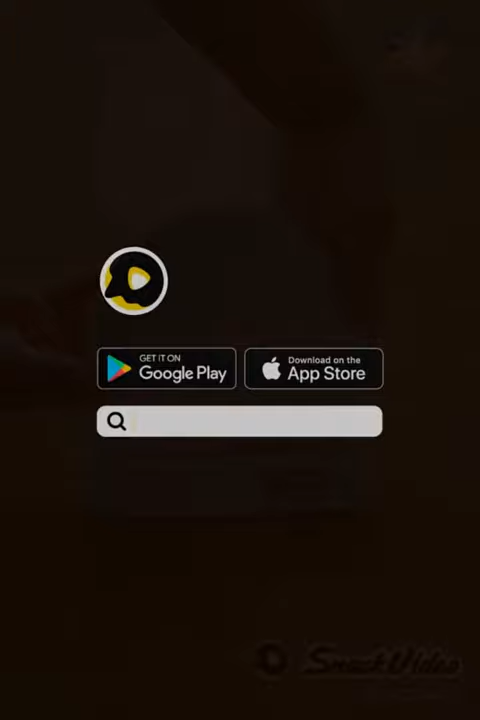 GET IT ON
Google Play
Download on the
App Store
SnackVideo